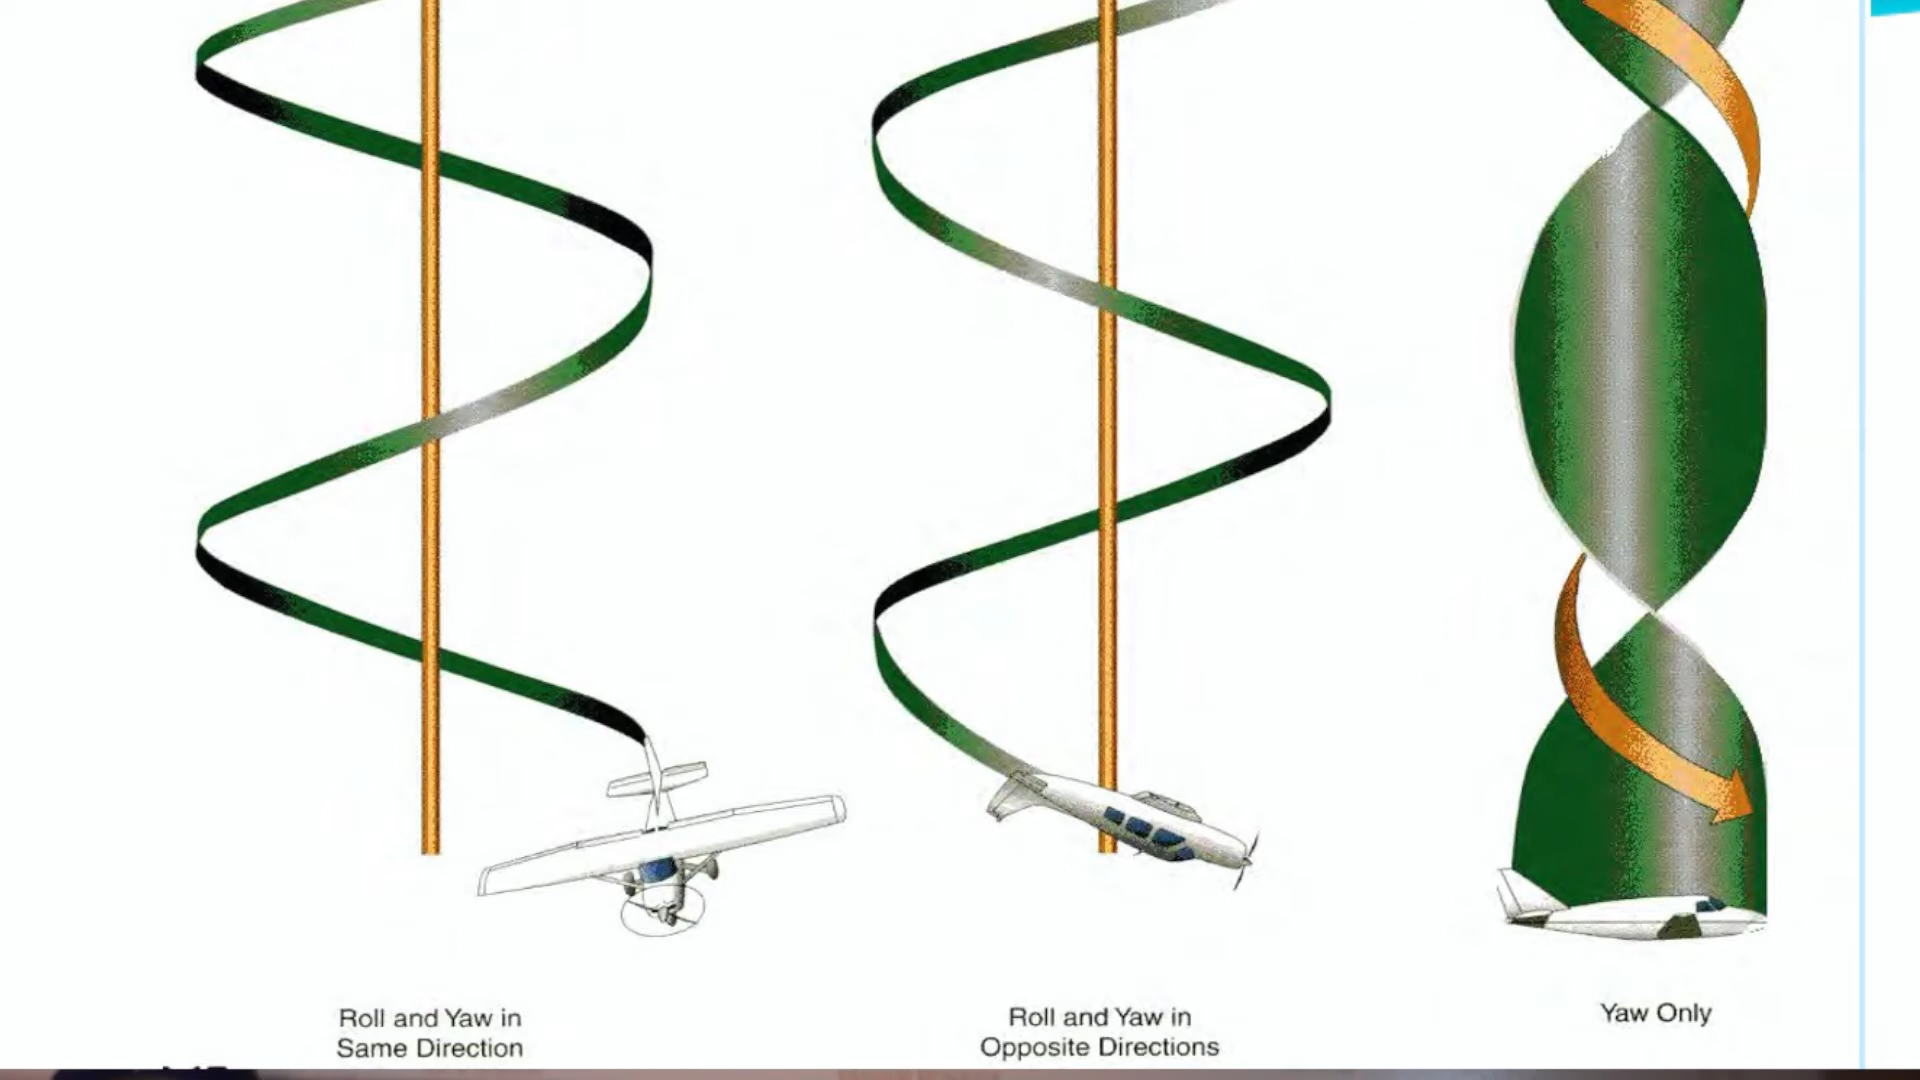 Roll and Yaw in
Same Direction
Roll and Yaw in
Opposite Directions
Yaw Only